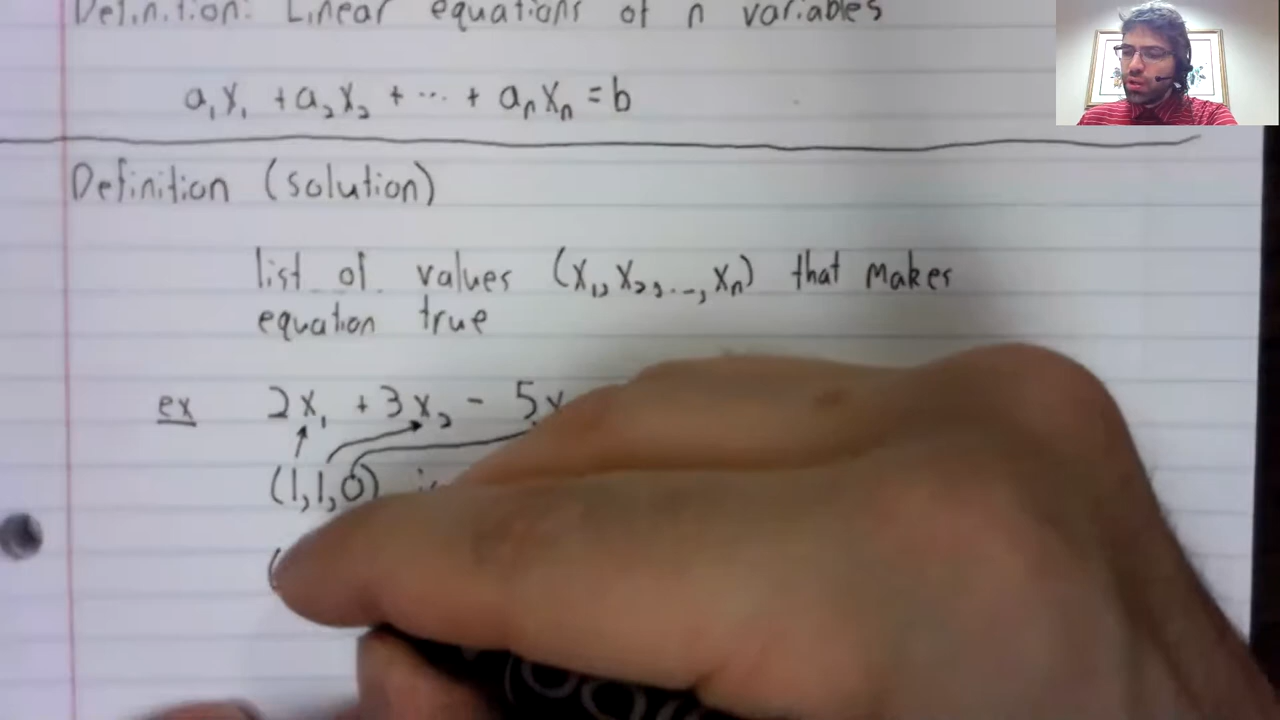 Definition: Linear equations of n variables
a₁x₁ + a₂x₂ + ... + aₙxₙ = b
Definition (solution)
list of values (x₁, x₂, ..., xₙ) that makes
equation true
ex 2x₁ + 3x₂ - 5x
(1,1,0)
(